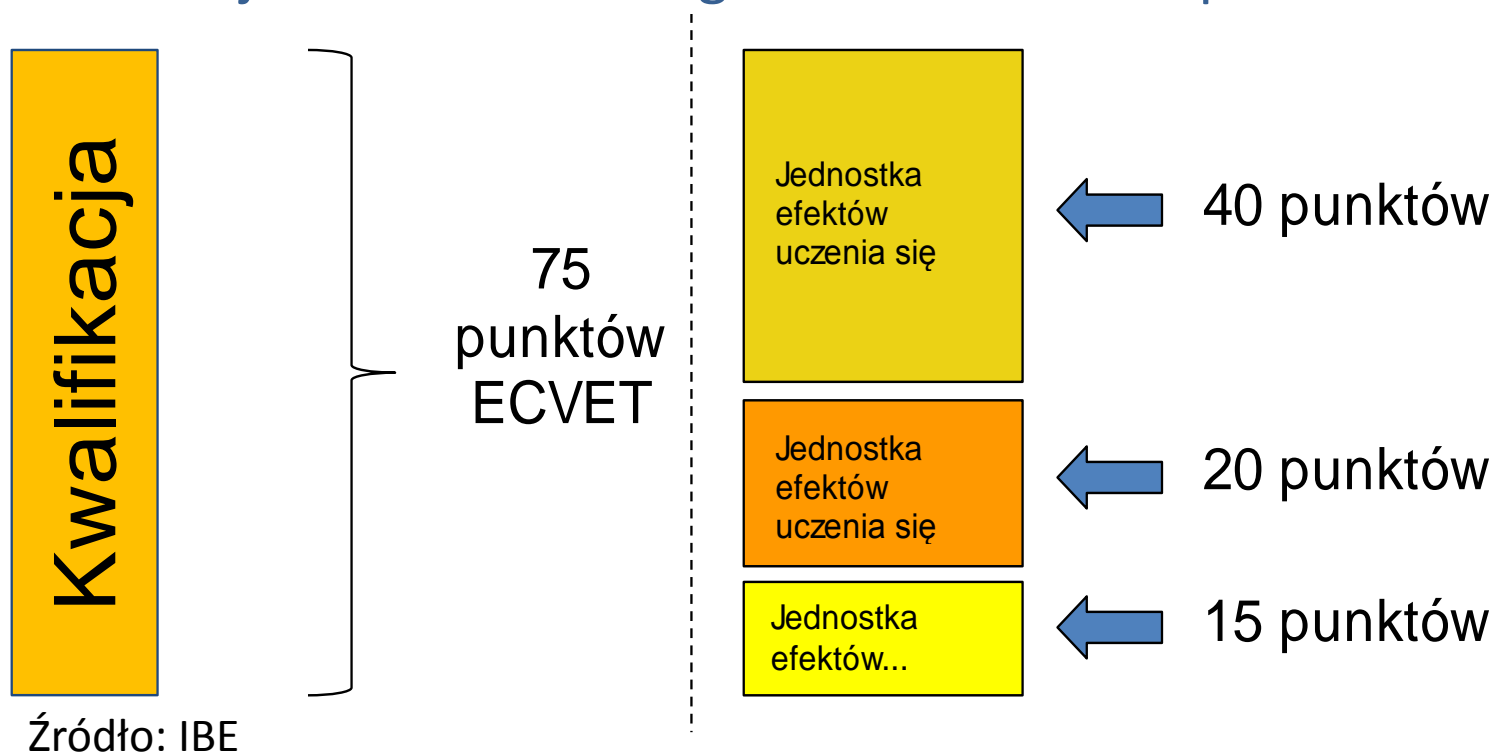 Kwalifikacja
75
punktów
ECVET
Jednostka
efektów
uczenia się
40 punktów
Jednostka
efektów
uczenia się
20 punktów
Jednostka
efektów...
15 punktów
Źródło: IBE